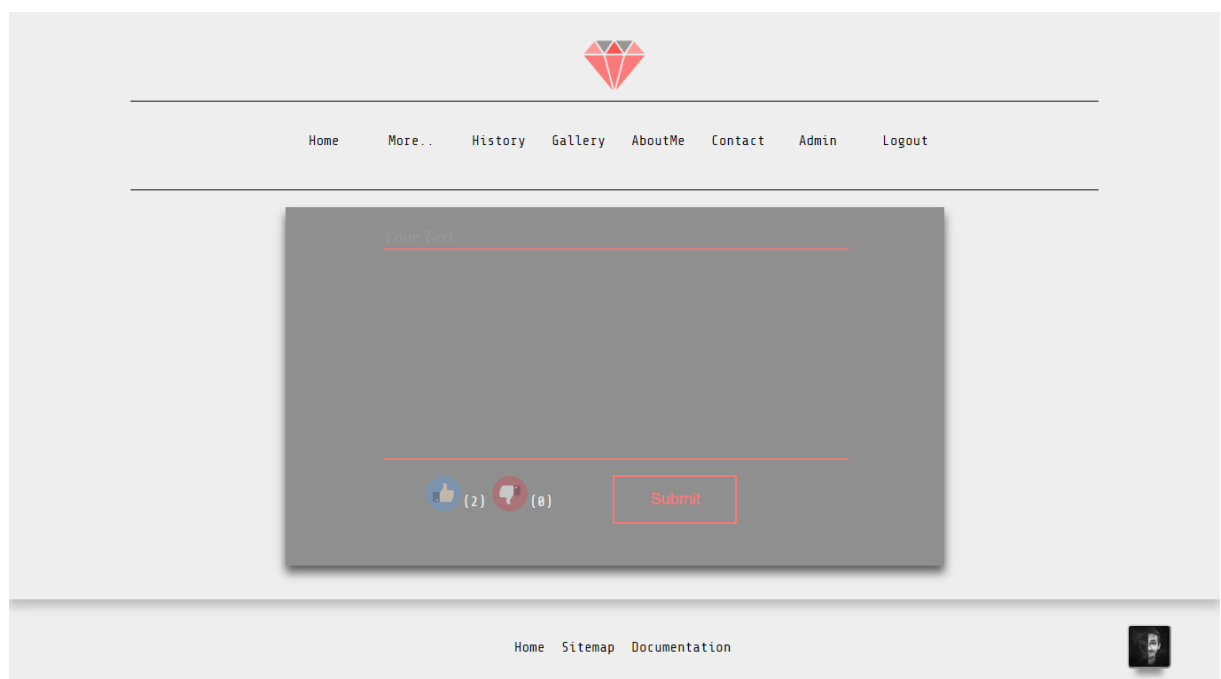 Home More.. History Gallery AboutMe Contact Admin Logout
Your Text
(2) (0) Submit
Home Sitemap Documentation